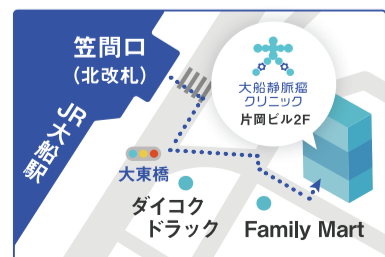 笠間口
（北改札）
JR大船駅
大船静脈瘤
クリニック
片岡ビル2F
大東橋
ダイコク
ドラック
Family Mart